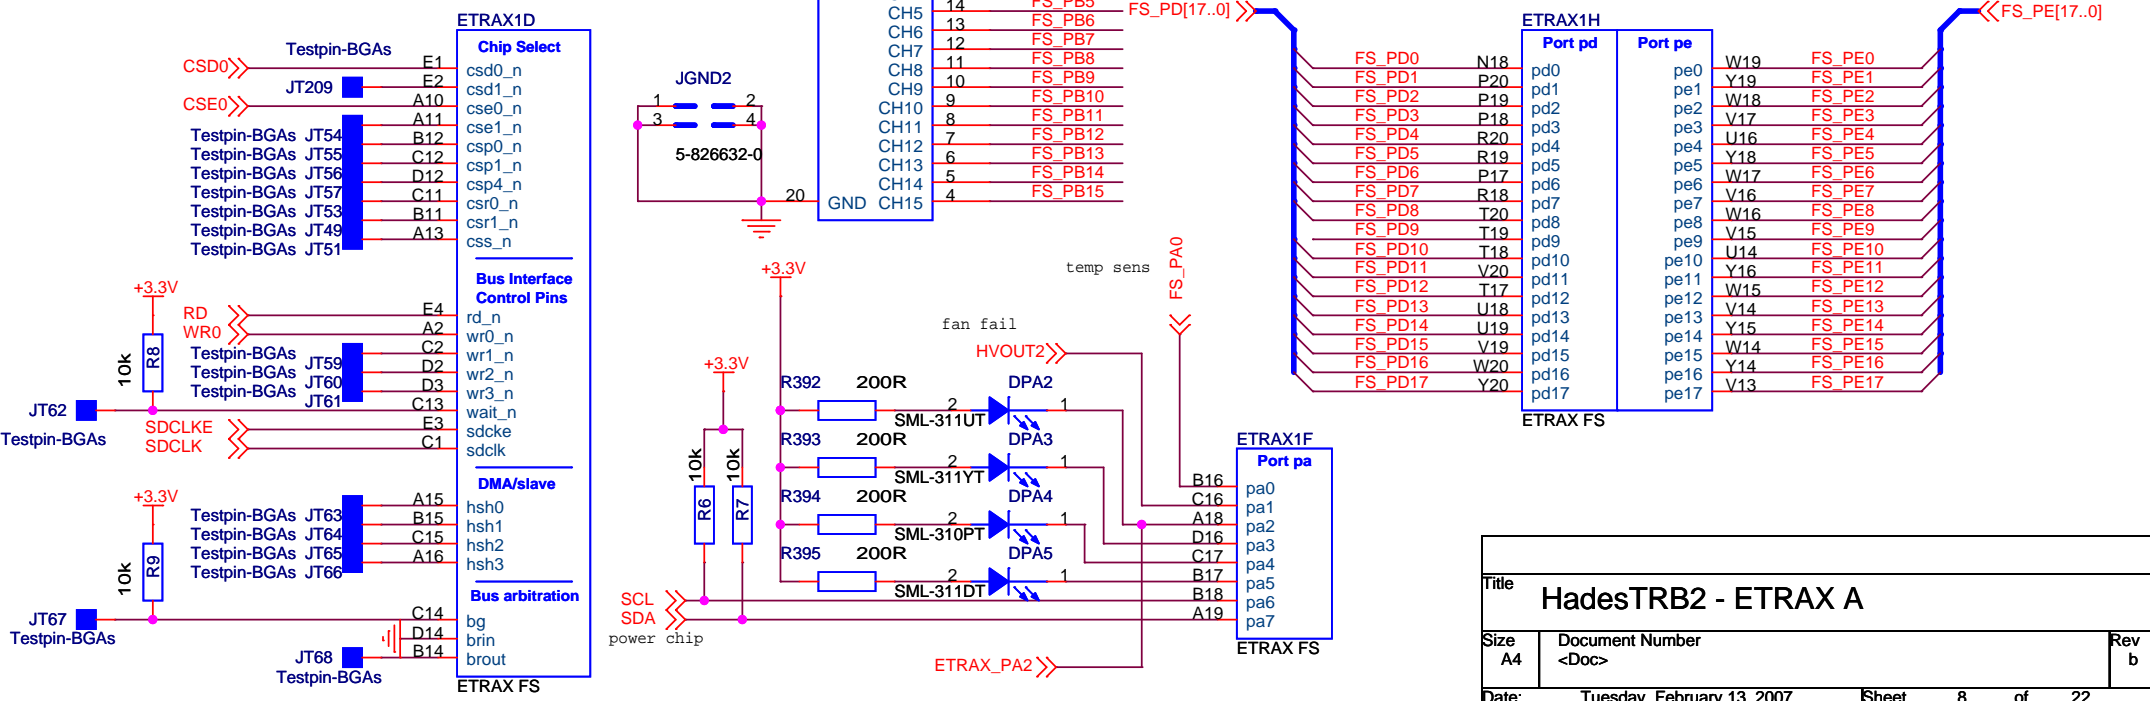 ETRAX1D
Testpin-BGAs
Chip Select
CSD0 E1 csd0_n
JT209 E2 csd1_n
CSE0 A10 cse0_n
A11 cse1_n
Testpin-BGAs JT54 B12 csp0_n
Testpin-BGAs JT55 C12 csp1_n
Testpin-BGAs JT56 D12 csp4_n
Testpin-BGAs JT57 C11 csr0_n
Testpin-BGAs JT53 B11 csr1_n
Testpin-BGAs JT49 A13 css_n
Testpin-BGAs JT51
Bus Interface
Control Pins
+3.3V
RD E4 rd_n
WR0 A2 wr0_n
10k R8
Testpin-BGAs JT59 C2 wr1_n
Testpin-BGAs JT60 D2 wr2_n
Testpin-BGAs JT61 D3 wr3_n
JT62 C13 wait_n
Testpin-BGAs
SDCLKE E3 sdcke
SDCLK C1 sdclk
DMA/slave
+3.3V
A15 hsh0
Testpin-BGAs JT63 B15 hsh1
Testpin-BGAs JT64 C15 hsh2
Testpin-BGAs JT65 A16 hsh3
Testpin-BGAs JT66
10k R9
Bus arbitration
JT67 C14 bg
Testpin-BGAs
D14 brin
JT68 B14 brout
Testpin-BGAs
ETRAX FS
JGND2
1 2
3 4
5-826632-0
20 GND
CH5 14 FS_PB5
CH6 13 FS_PB6
CH7 12 FS_PB7
CH8 11 FS_PB8
CH9 10 FS_PB9
CH10 9 FS_PB10
CH11 8 FS_PB11
CH12 7 FS_PB12
CH13 6 FS_PB13
CH14 5 FS_PB14
CH15 4 FS_PB15
+3.3V
temp sens
FS_PA0
fan fail
HVOUT2
+3.3V
10k R6
10k R7
R392 200R 2 DPA2 1
SML-311UT
R393 200R 2 DPA3 1
SML-311YT
R394 200R 2 DPA4 1
SML-310PT
R395 200R 2 DPA5 1
SML-311DT
SCL
SDA
power chip
ETRAX_PA2
ETRAX1F
Port pa
B16 pa0
C16 pa1
A18 pa2
D16 pa3
C17 pa4
B17 pa5
B18 pa6
A19 pa7
ETRAX FS
FS_PD[17..0]
ETRAX1H
FS_PE[17..0]
Port pd Port pe
FS_PD0 N18 pd0 pe0 W19 FS_PE0
FS_PD1 P20 pd1 pe1 Y19 FS_PE1
FS_PD2 P19 pd2 pe2 W18 FS_PE2
FS_PD3 P18 pd3 pe3 V17 FS_PE3
FS_PD4 R20 pd4 pe4 U16 FS_PE4
FS_PD5 R19 pd5 pe5 Y18 FS_PE5
FS_PD6 P17 pd6 pe6 W17 FS_PE6
FS_PD7 R18 pd7 pe7 V16 FS_PE7
FS_PD8 T20 pd8 pe8 W16 FS_PE8
FS_PD9 T19 pd9 pe9 V15 FS_PE9
FS_PD10 T18 pd10 pe10 U14 FS_PE10
FS_PD11 V20 pd11 pe11 Y16 FS_PE11
FS_PD12 T17 pd12 pe12 W15 FS_PE12
FS_PD13 U18 pd13 pe13 V14 FS_PE13
FS_PD14 U19 pd14 pe14 Y15 FS_PE14
FS_PD15 V19 pd15 pe15 W14 FS_PE15
FS_PD16 W20 pd16 pe16 Y14 FS_PE16
FS_PD17 Y20 pd17 pe17 V13 FS_PE17
ETRAX FS
Title HadesTRB2 - ETRAX A
Size Document Number Rev
A4 <Doc> b
Date: Tuesday, February 13, 2007 Sheet 8 of 22